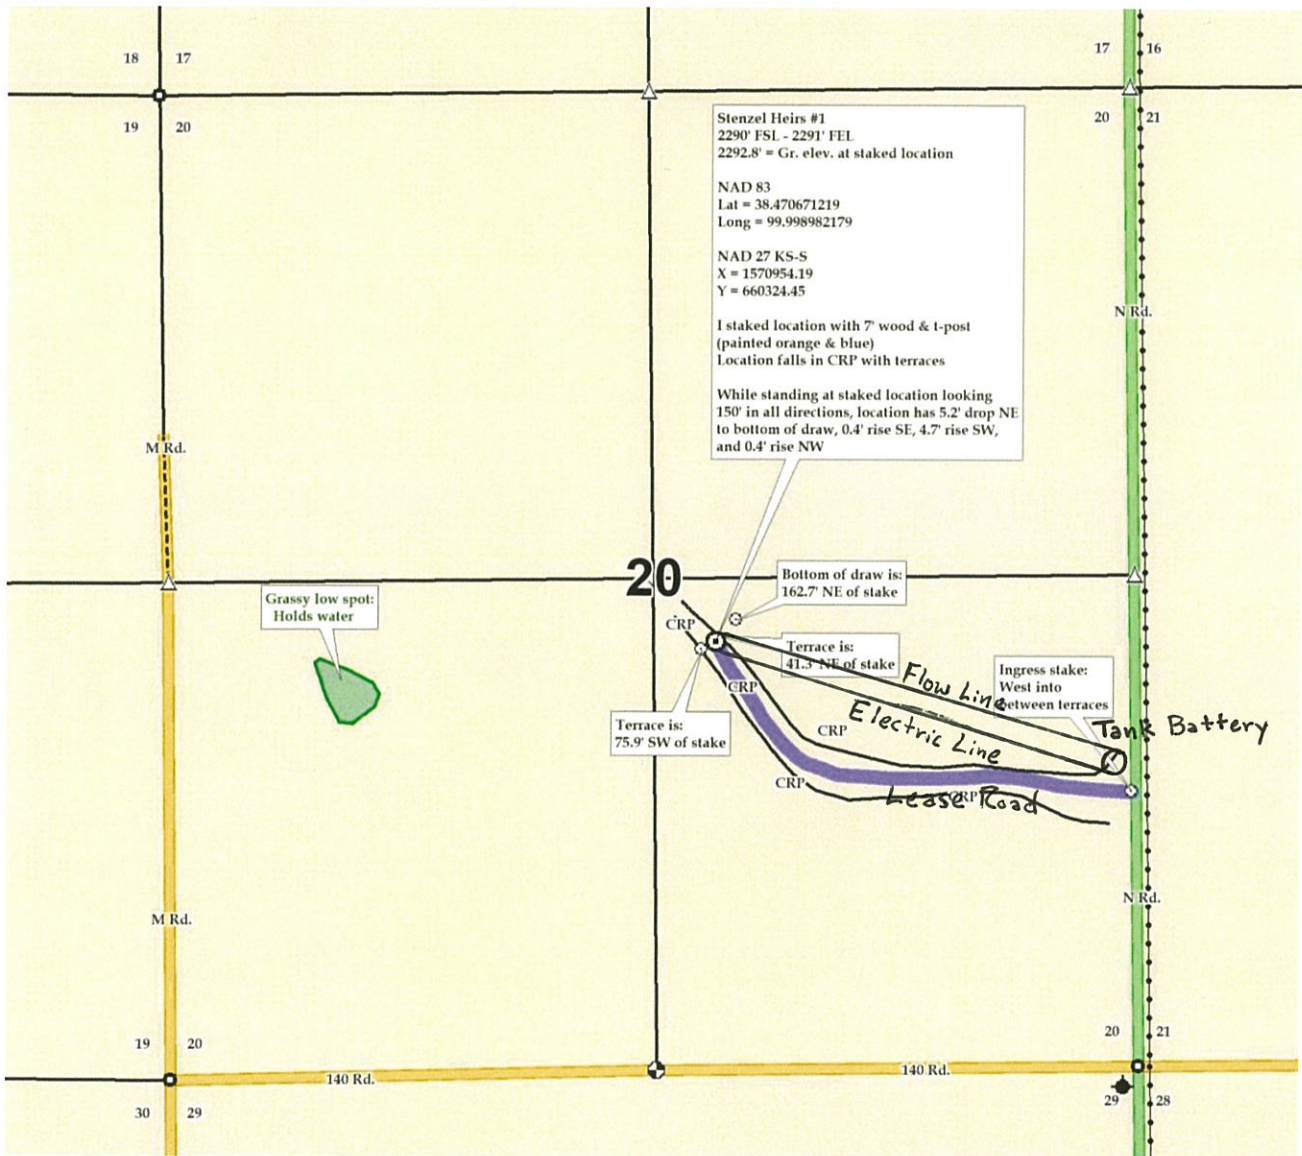 18 17
17 16
19 20
20 21
Stenzel Heirs #1
2290' FSL - 2291' FEL
2292.8' = Gr. elev. at staked location
NAD 83
Lat = 38.470671219
Long = 99.998982179
NAD 27 KS-S
X = 1570954.19
Y = 660324.45
I staked location with 7' wood & t-post
(painted orange & blue)
Location falls in CRP with terraces
While standing at staked location looking
150' in all directions, location has 5.2' drop NE
to bottom of draw, 0.4' rise SE, 4.7' rise SW,
and 0.4' rise NW
N Rd.
M Rd.
20
Bottom of draw is:
162.7' NE of stake
Grassy low spot:
Holds water
CRP
Terrace is:
41.3' NE of stake
Ingress stake:
West into
between terraces
Flow Line
CRP
Electric Line
Tank Battery
Terrace is:
75.9' SW of stake
CRP
CRP
CRP
Lease Road
N Rd.
M Rd.
19 20
20 21
140 Rd.
140 Rd.
30 29
29 28